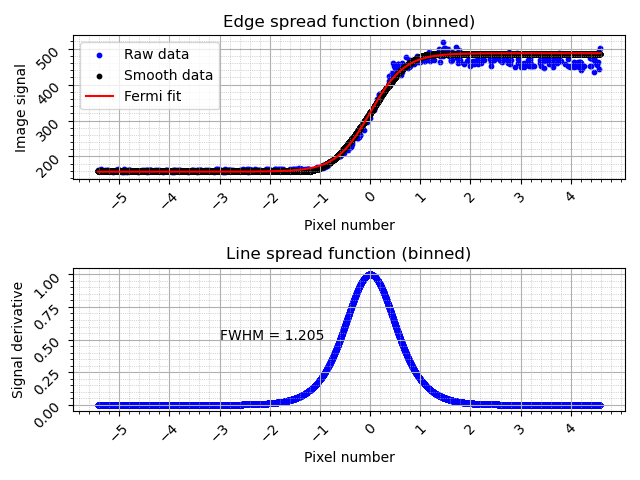 Edge spread function (binned)
Raw data
Smooth data
Fermi fit
Image signal
500
400
300
200
−5
−4
−3
−2
−1
0
1
2
3
4
Pixel number
Line spread function (binned)
Signal derivative
1.00
0.75
0.50
0.25
0.00
FWHM = 1.205
−5
−4
−3
−2
−1
0
1
2
3
4
Pixel number